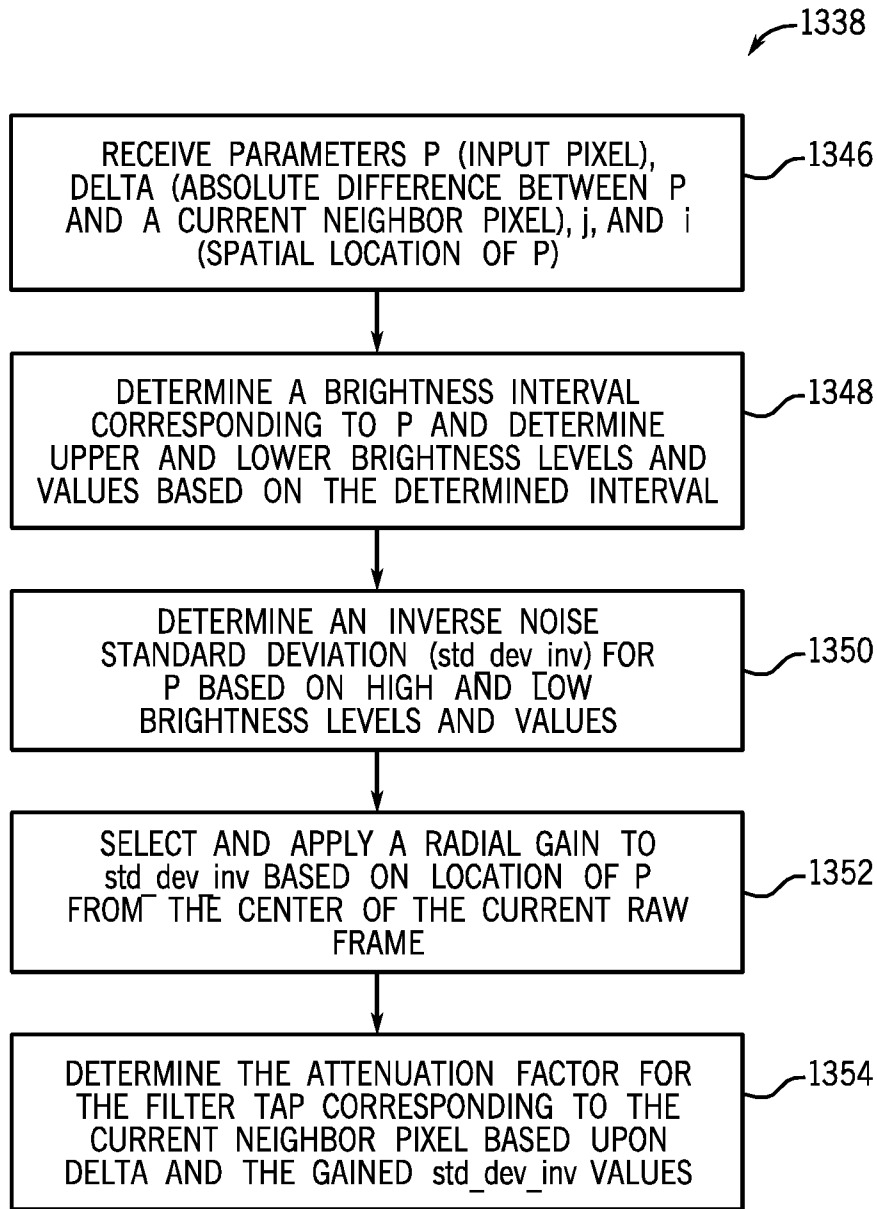 1338
RECEIVE PARAMETERS P (INPUT PIXEL),
DELTA (ABSOLUTE DIFFERENCE BETWEEN P
AND A CURRENT NEIGHBOR PIXEL), j, AND i
(SPATIAL LOCATION OF P)
1346
DETERMINE A BRIGHTNESS INTERVAL
CORRESPONDING TO P AND DETERMINE
UPPER AND LOWER BRIGHTNESS LEVELS AND
VALUES BASED ON THE DETERMINED INTERVAL
1348
DETERMINE AN INVERSE NOISE
STANDARD DEVIATION (std_dev_inv) FOR
P BASED ON HIGH AND LOW
BRIGHTNESS LEVELS AND VALUES
1350
SELECT AND APPLY A RADIAL GAIN TO
std_dev_inv BASED ON LOCATION OF P
FROM THE CENTER OF THE CURRENT RAW
FRAME
1352
DETERMINE THE ATTENUATION FACTOR FOR
THE FILTER TAP CORRESPONDING TO THE
CURRENT NEIGHBOR PIXEL BASED UPON
DELTA AND THE GAINED std_dev_inv VALUES
1354